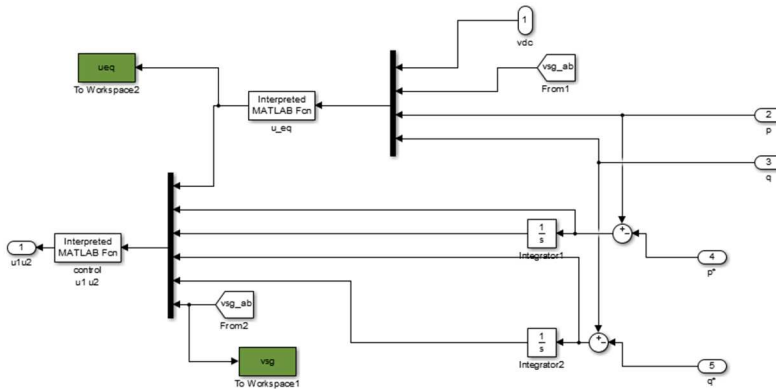 1
vdc
ueq
To Workspace2
vsg_ab
From1
Interpreted
MATLAB Fcn
u_eq
2
p
3
q
1
u1u2
Interpreted
MATLAB Fcn
control
u1 u2
1
s
Integrator1
+
−
4
p*
vsg_ab
From2
vsg
To Workspace1
1
s
Integrator2
+
−
5
q*